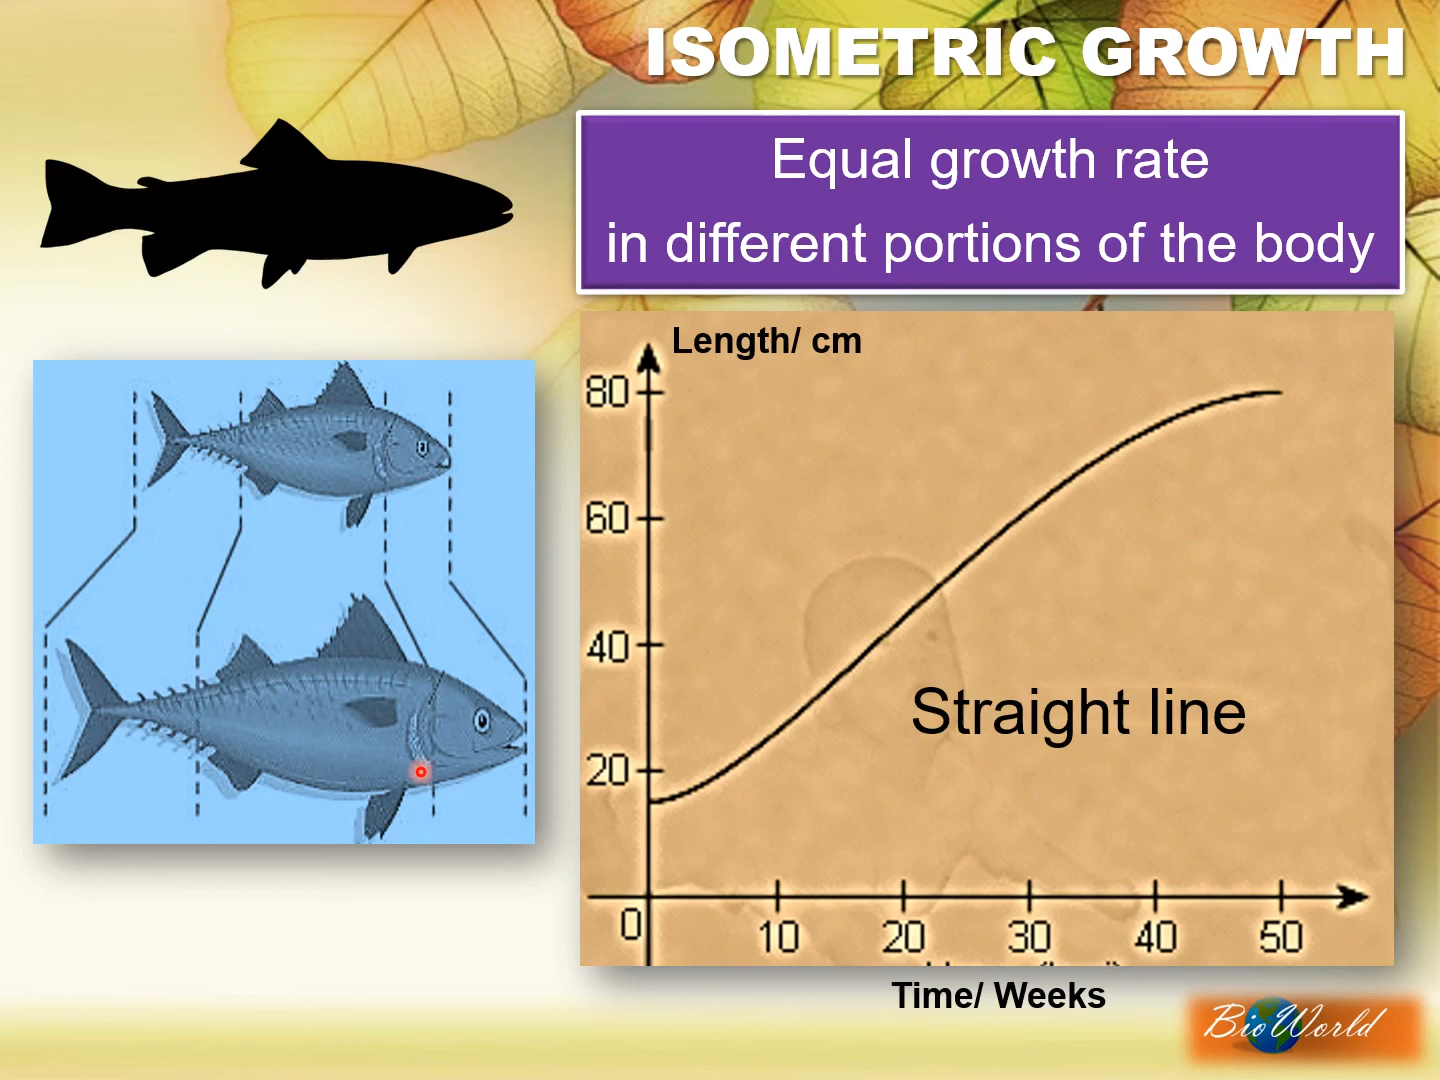 ISOMETRIC GROWTH
Equal growth rate
in different portions of the body
Length/ cm
80
60
40
20
Straight line
0
10 20 30 40 50
Time/ Weeks
BioWorld